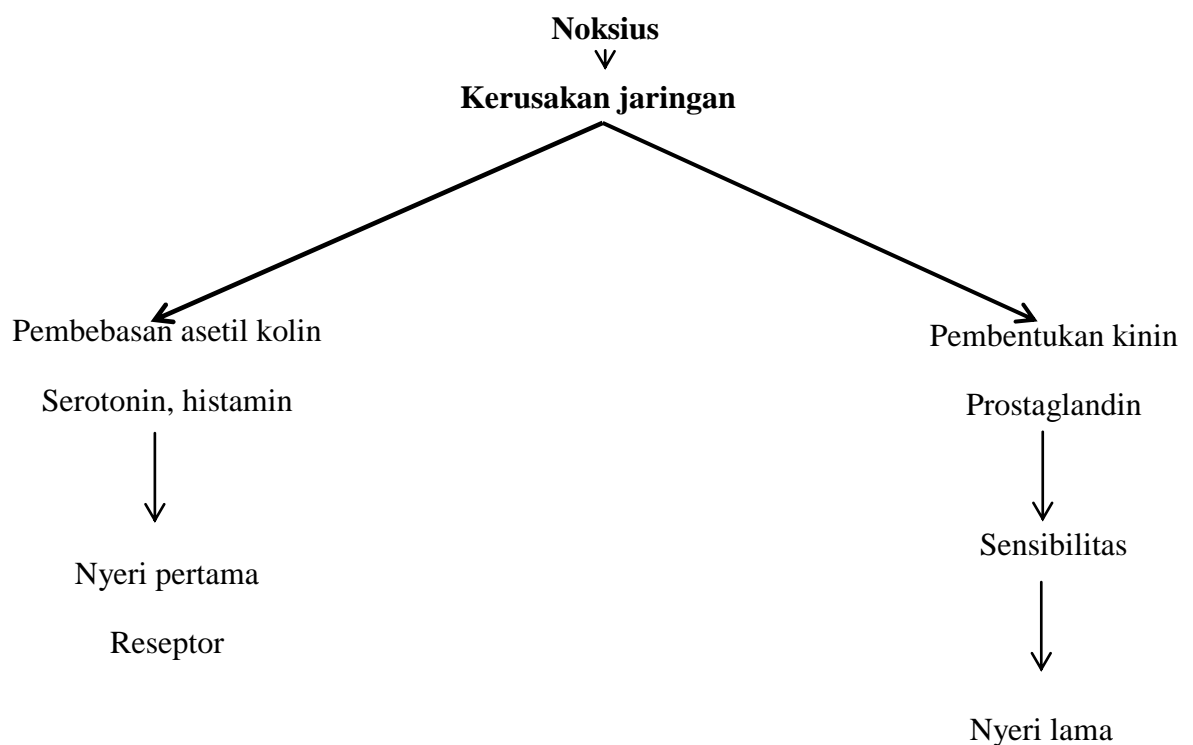 Noksius
Kerusakan jaringan
Pembebasan asetil kolin
Serotonin, histamin
Nyeri pertama
Reseptor
Pembentukan kinin
Prostaglandin
Sensibilitas
Nyeri lama